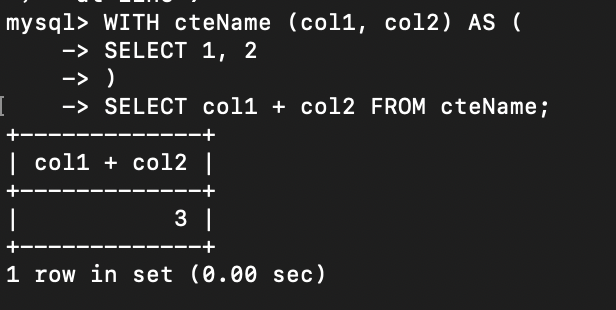 mysql> WITH cteName (col1, col2) AS (
    -> SELECT 1, 2
    -> )
    -> SELECT col1 + col2 FROM cteName;
+-------------+
| col1 + col2 |
+-------------+
|           3 |
+-------------+
1 row in set (0.00 sec)